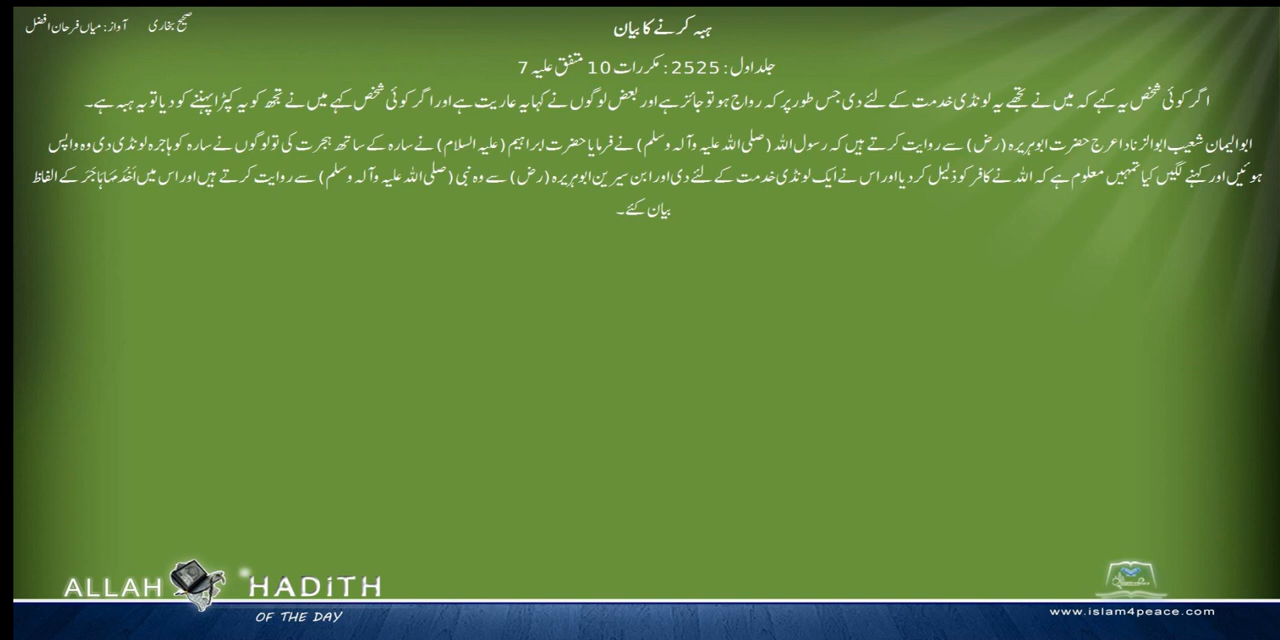 صحیح بخاری
آواز: میاں فرحان افضل
ہبہ کرنے کا بیان
جلد اول : 2525 : مکررات 10 متفق علیہ 7
اگر کوئی شخص یہ کہے کہ میں نے تجھے یہ لونڈی خدمت کے لئے دی جس طور پر کہ رواج ہو تو جائز ہے اور بعض لوگوں نے کہا یہ عاریت ہے اور اگر کوئی شخص کہے میں نے تجھ کو یہ کپڑا پہننے کو دیا تو یہ ہبہ ہے۔
ابوالیمان شعیب ابوالزناد اعرج حضرت ابوہریرہ (رض) سے روایت کرتے ہیں کہ رسول اللہ (صلی اللہ علیہ وآلہ وسلم) نے فرمایا حضرت ابراہیم (علیہ السلام) نے سارہ کے ساتھ ہجرت کی تو لوگوں نے سارہ کو ہاجرہ لونڈی دی وہ واپس
ہوئیں اور کہنے لگیں کیا تمہیں معلوم ہے کہ اللہ نے کافر کو ذلیل کر دیا اور اس نے ایک لونڈی خدمت کے لئے دی اور ابن سیرین ابوہریرہ (رض) سے وہ نبی (صلی اللہ علیہ وآلہ وسلم) سے روایت کرتے ہیں اور اس میں کے الفاظ
بیان کئے۔
ALLAH HADITH
OF THE DAY
www.islam4peace.com